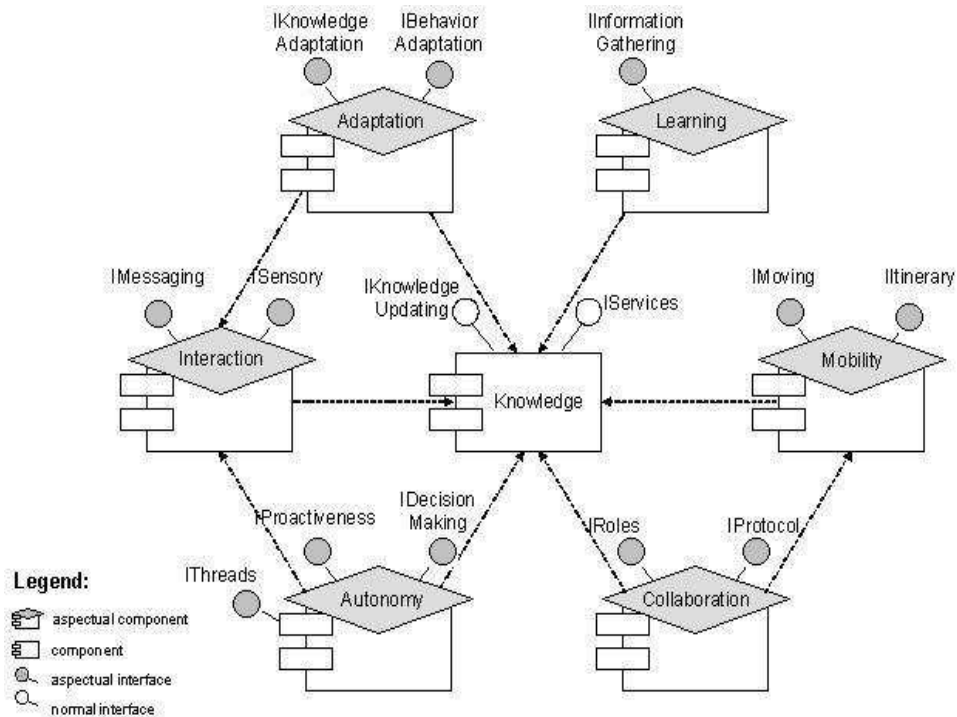 IKnowledge
Adaptation
IBehavior
Adaptation
IInformation
Gathering
Adaptation
Learning
IMessaging
ISensory
IKnowledge
Updating
IServices
IMoving
IItinerary
Interaction
Knowledge
Mobility
IProactiveness
IDecision
Making
IRoles
IProtocol
IThreads
Autonomy
Collaboration
Legend:
aspectual component
component
aspectual interface
normal interface